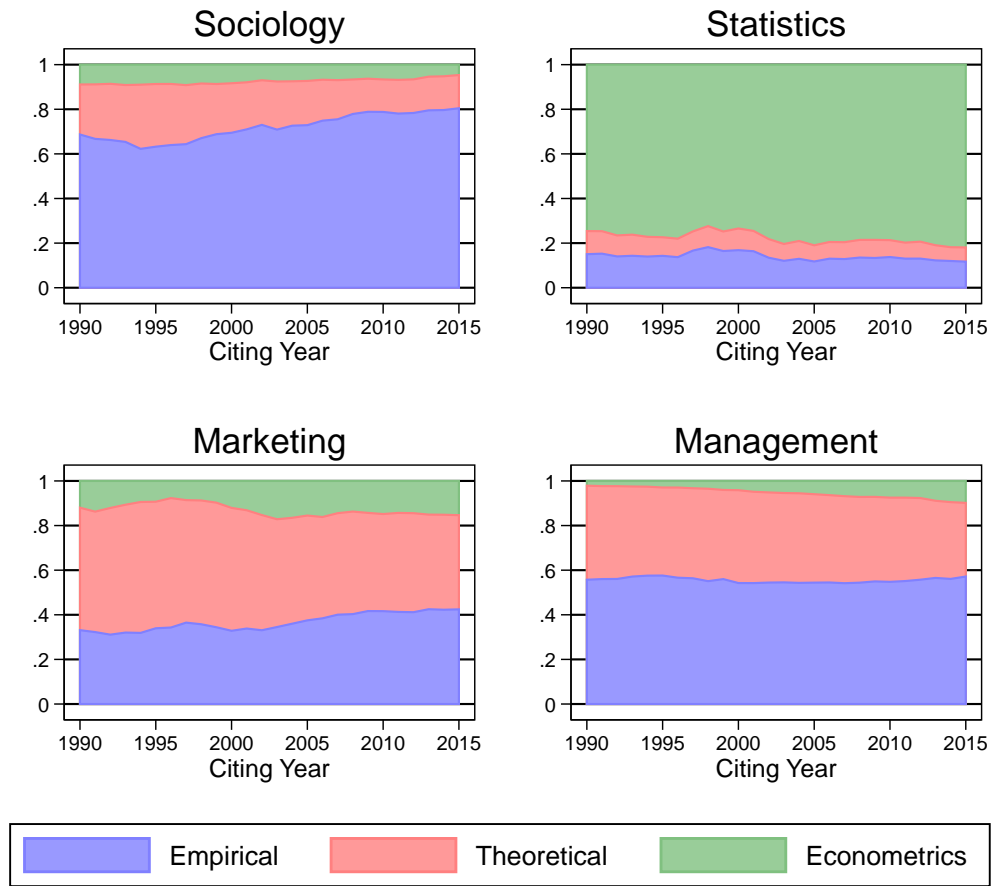 Sociology
1
.8
.6
.4
.2
0
1990 1995 2000 2005 2010 2015
Citing Year
Statistics
1
.8
.6
.4
.2
0
1990 1995 2000 2005 2010 2015
Citing Year
Marketing
1
.8
.6
.4
.2
0
1990 1995 2000 2005 2010 2015
Citing Year
Management
1
.8
.6
.4
.2
0
1990 1995 2000 2005 2010 2015
Citing Year
Empirical Theoretical Econometrics